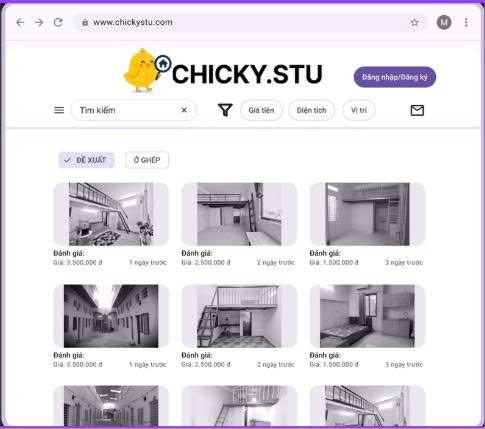 www.chickystu.com
M
CHICKY.STU
Đăng nhập/Đăng ký
Tìm kiếm
Giá tiền
Diện tích
Vị trí
ĐỀ XUẤT
Ở GHÉP
Đánh giá:
Giá: 3.500.000 đ 1 ngày trước
Đánh giá:
Giá: 2.500.000 đ 2 ngày trước
Đánh giá:
Giá: 1.500.000 đ 3 ngày trước
Đánh giá:
Giá: 3.500.000 đ 1 ngày trước
Đánh giá:
Giá: 2.500.000 đ 2 ngày trước
Đánh giá:
Giá: 1.500.000 đ 3 ngày trước